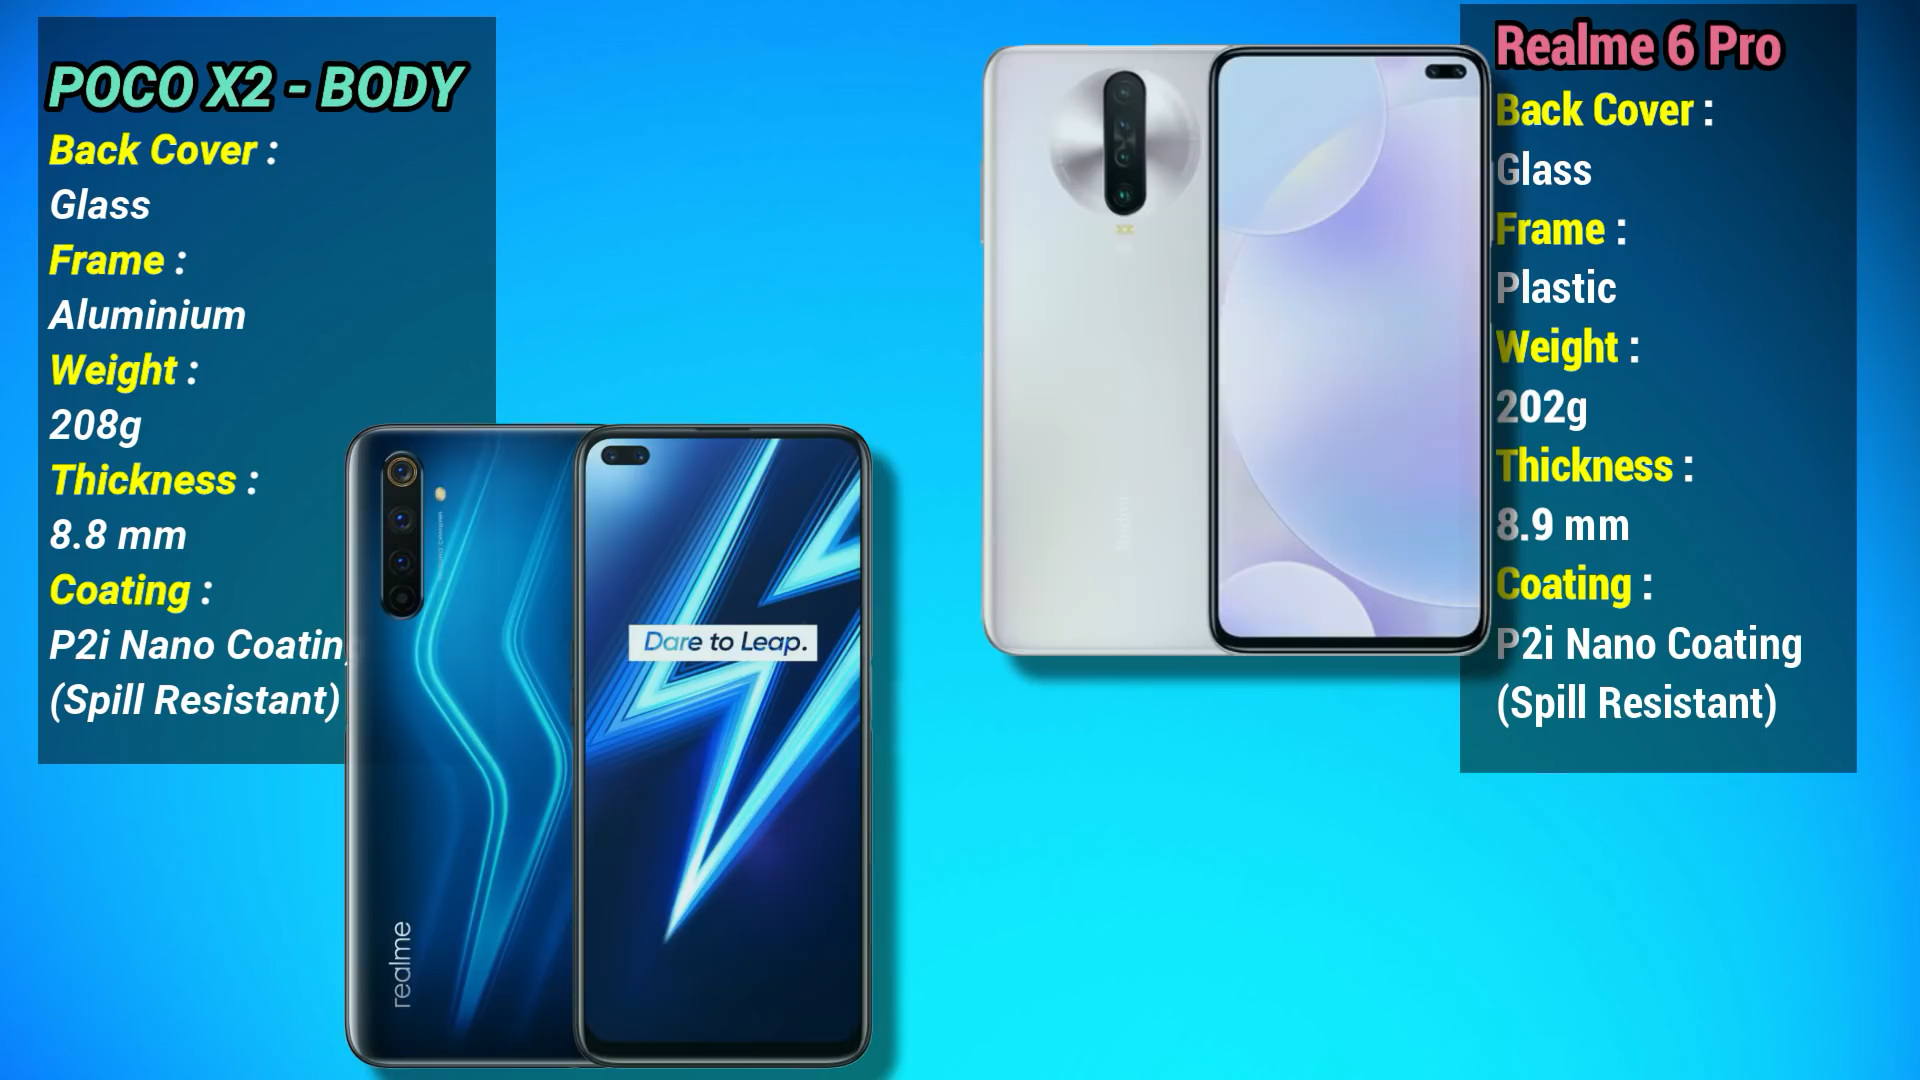 POCO X2 - BODY
Back Cover :
Glass
Frame :
Aluminium
Weight :
208g
Thickness :
8.8 mm
Coating :
P2i Nano Coating
(Spill Resistant)
realme
Dare to Leap.
Redmi
Realme 6 Pro
Back Cover :
Glass
Frame :
Plastic
Weight :
202g
Thickness :
8.9 mm
Coating :
P2i Nano Coating
(Spill Resistant)